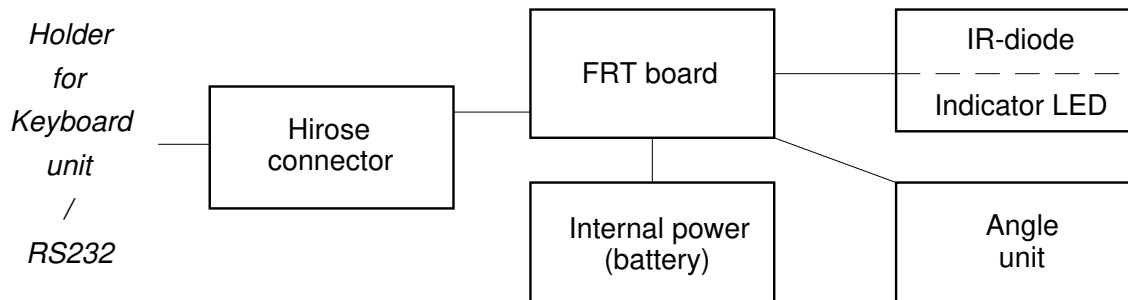 Holder
for
Keyboard
unit
/
RS232
Hirose
connector
FRT board
Internal power
(battery)
IR-diode
Indicator LED
Angle
unit